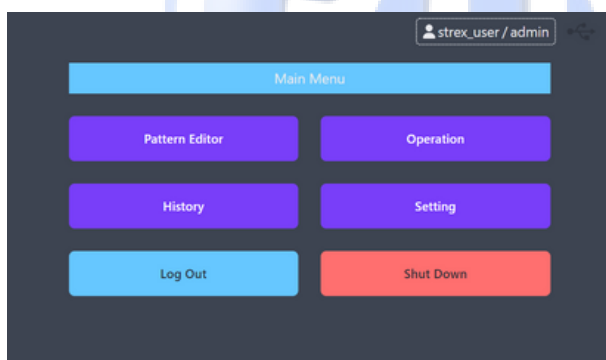 strex_user / admin
Main Menu
Pattern Editor
Operation
History
Setting
Log Out
Shut Down